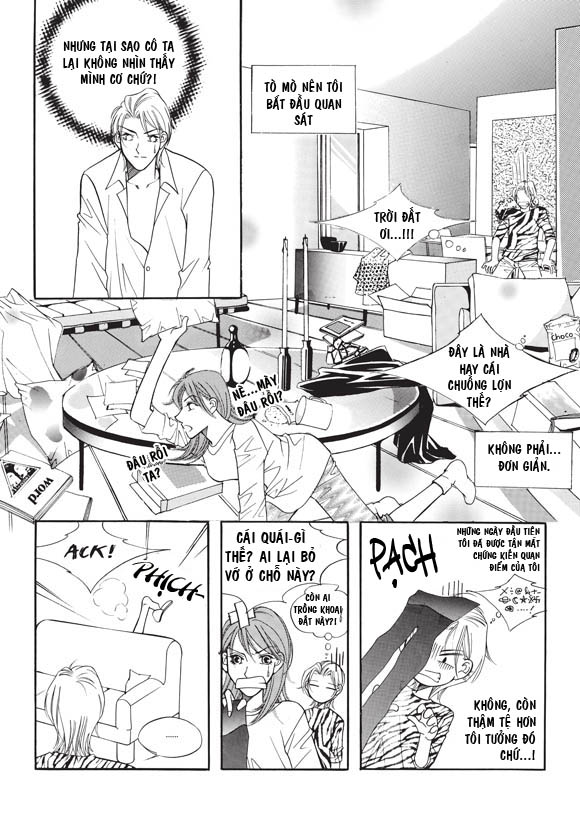 NHƯNG TẠI SAO CÔ TA
LẠI KHÔNG NHÌN THẤY
MÌNH CƠ CHỨ?!
TÒ MÒ NÊN TÔI
BẤT ĐẦU QUAN
SÁT
TRỜI ĐẤT
ƠI...!!!
choco
ĐÂY LÀ NHÀ
HAY CÁI
CHUỒNG LỢN
THẾ?
NÈ...MÀY
ĐÂU RỒI?
ĐÂU RỒI
TA?
word
KHÔNG PHẢI...
ĐƠN GIẢN.
ACK!
PHỊCH
........
CÁI QUÁI-GÌ
THẾ? AI LẠI BỎ
VỚ Ở CHỖ NÀY?
CÒN AI
TRỒNG KHOAI
ĐẤT NÀY?!
NHỮNG NGÀY ĐẦU TIÊN
TÔI ĐÃ ĐƯỢC TẬN MẮT
CHỨNG KIẾN QUAN
ĐIỂM CỦA TÔI
PẠCH
KHÔNG, CÒN
THẬM TỆ HƠN
TÔI TƯỞNG ĐÓ
CHỨ...!